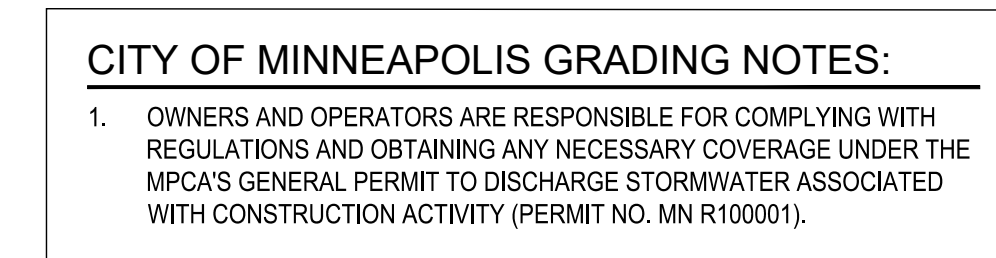 CITY OF MINNEAPOLIS GRADING NOTES:
1. OWNERS AND OPERATORS ARE RESPONSIBLE FOR COMPLYING WITH
REGULATIONS AND OBTAINING ANY NECESSARY COVERAGE UNDER THE
MPCA'S GENERAL PERMIT TO DISCHARGE STORMWATER ASSOCIATED
WITH CONSTRUCTION ACTIVITY (PERMIT NO. MN R100001).